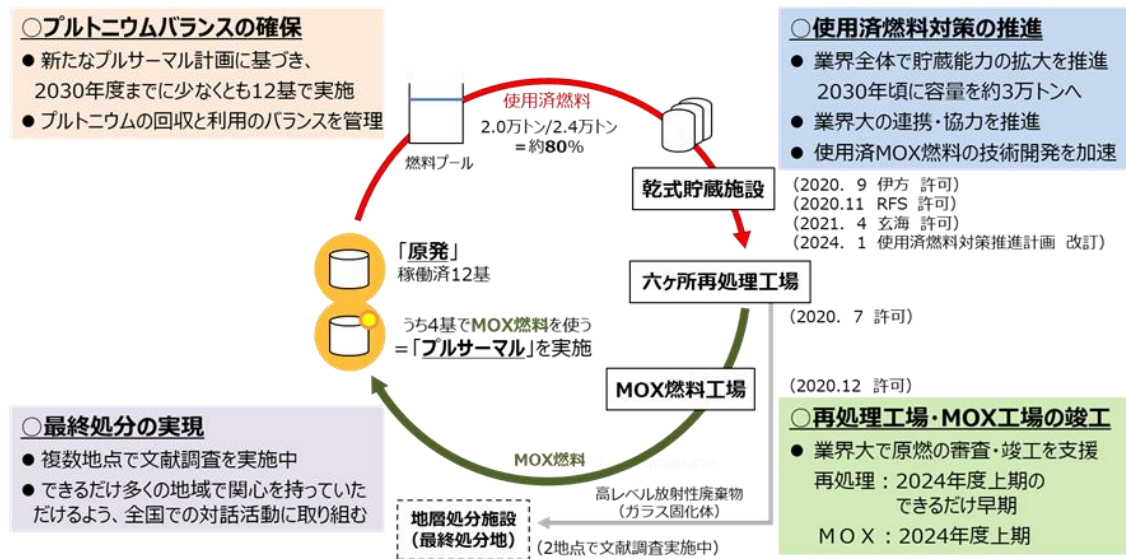 ○プルトニウムバランスの確保
● 新たなプルサーマル計画に基づき、
2030年度までに少なくとも12基で実施
● プルトニウムの回収と利用のバランスを管理
燃料プール
使用済燃料
2.0万トン/2.4万トン
＝約80%
○使用済燃料対策の推進
● 業界全体で貯蔵能力の拡大を推進
2030年頃に容量を約3万トンへ
● 業界大の連携・協力を推進
● 使用済MOX燃料の技術開発を加速
乾式貯蔵施設
（2020．9 伊方 許可）
（2020.11 RFS 許可）
（2021．4 玄海 許可）
（2024．1 使用済燃料対策推進計画 改訂）
「原発」
稼働済12基
うち4基でMOX燃料を使う
＝「プルサーマル」を実施
六ヶ所再処理工場
（2020．7 許可）
MOX燃料工場
（2020.12 許可）
MOX燃料
○最終処分の実現
● 複数地点で文献調査を実施中
● できるだけ多くの地域で関心を持っていた
だけるよう、全国での対話活動に取り組む
高レベル放射性廃棄物
（ガラス固化体）
地層処分施設
（最終処分地）
（2地点で文献調査実施中）
○再処理工場・MOX工場の竣工
● 業界大で原燃の審査・竣工を支援
再処理：2024年度上期の
できるだけ早期
ＭＯＸ：2024年度上期